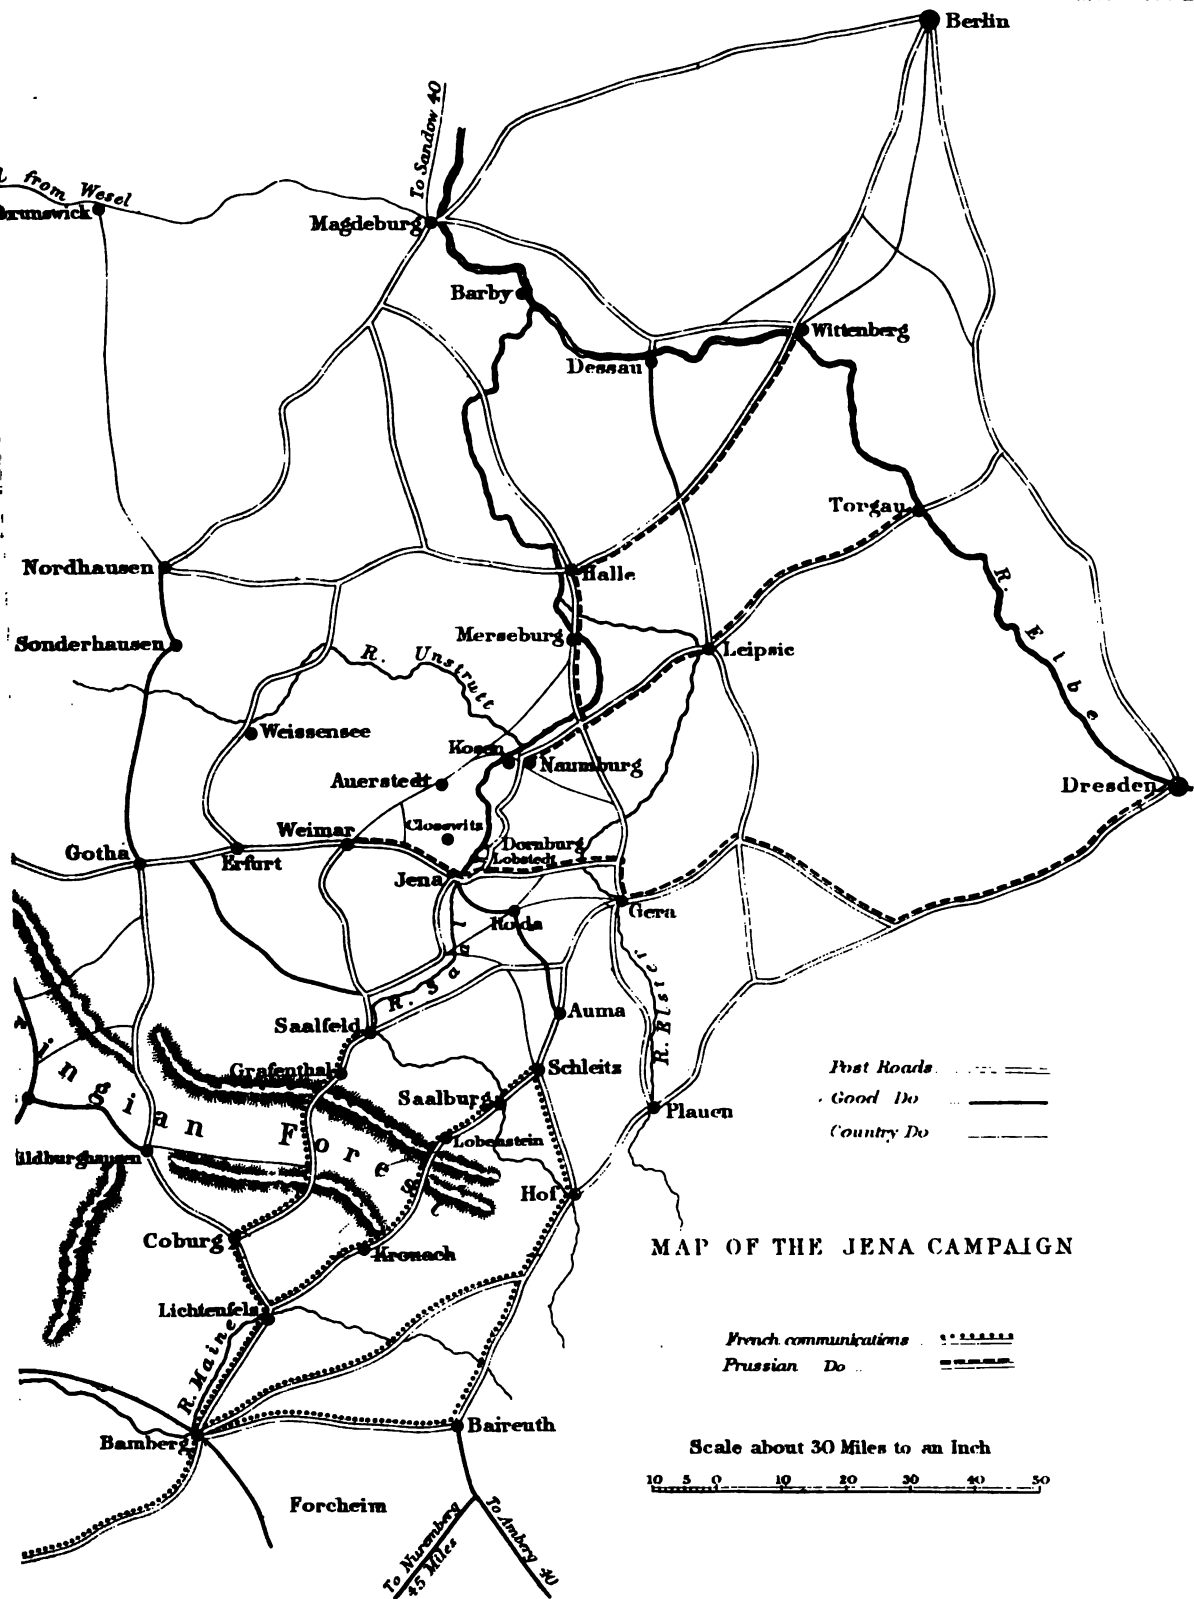 Berlin
To Sandow 40
from Wesel
Brunswick
Magdeburg
Barby
Wittenberg
Dessau
Torgau
Nordhausen
Halle
R. Elbe
Sonderhausen
Merseburg
Leipsic
R. Unstrutt
Weissensee
Kosen
Naumburg
Auerstedt
Dresden
Closewitz
Weimar
Dornburg
Lobstedt
Gotha
Erfurt
Jena
Gera
Roda
R. Saal
R. Elster
Auma
Saalfeld
Grafenthal
Schleitz
Saalburg
Plauen
Lobenstein
ingian Forest
Hildburghausen
Hof
Coburg
Kronach
Lichtenfels
R. Maine
Bamberg
Baireuth
Forcheim
To Nuremberg
45 Miles
To Amberg 40
Post Roads
Good Do
Country Do
MAP OF THE JENA CAMPAIGN
French communications
Prussian Do
Scale about 30 Miles to an Inch
10 5 0 10 20 30 40 50